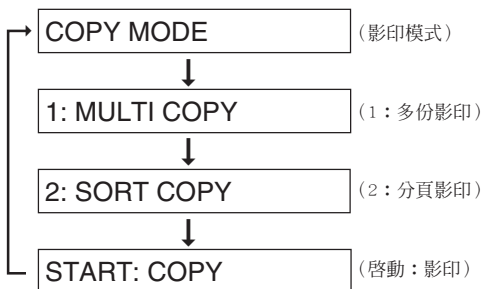 COPY MODE (影印模式)
1: MULTI COPY (1：多份影印)
2: SORT COPY (2：分頁影印)
START: COPY (啓動：影印)